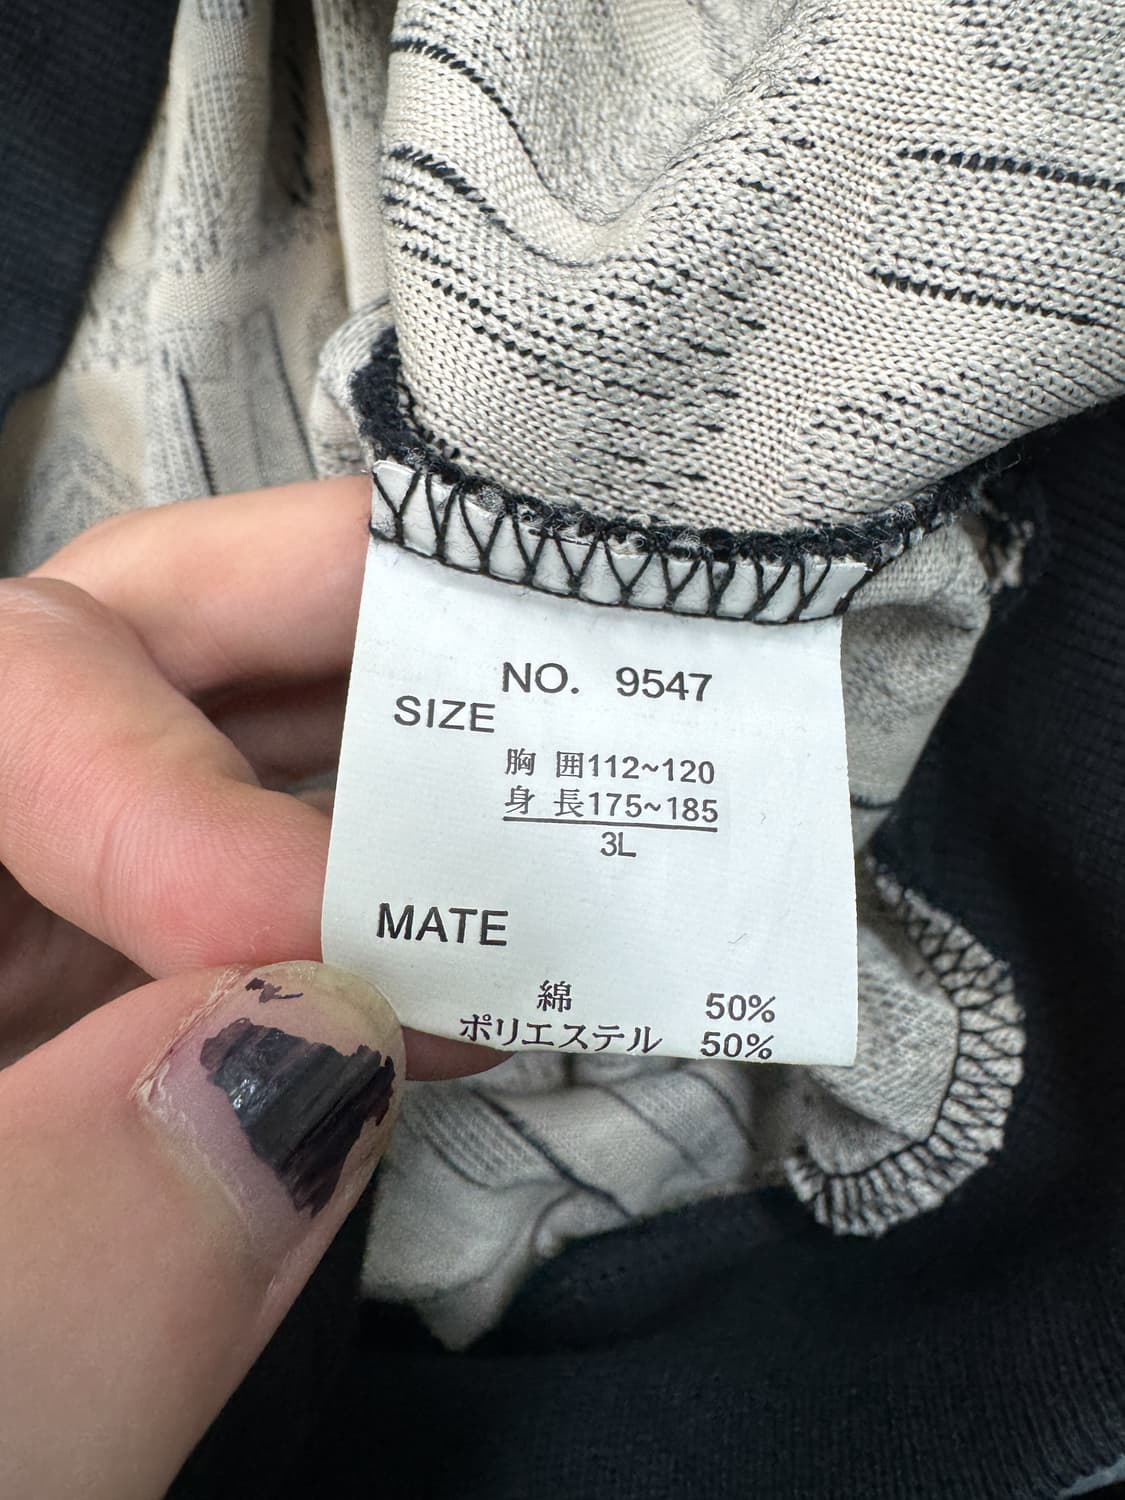 NO. 9547
SIZE
胸 囲112~120
身 長175~185
3L
MATE
綿 50%
ポリエステル 50%